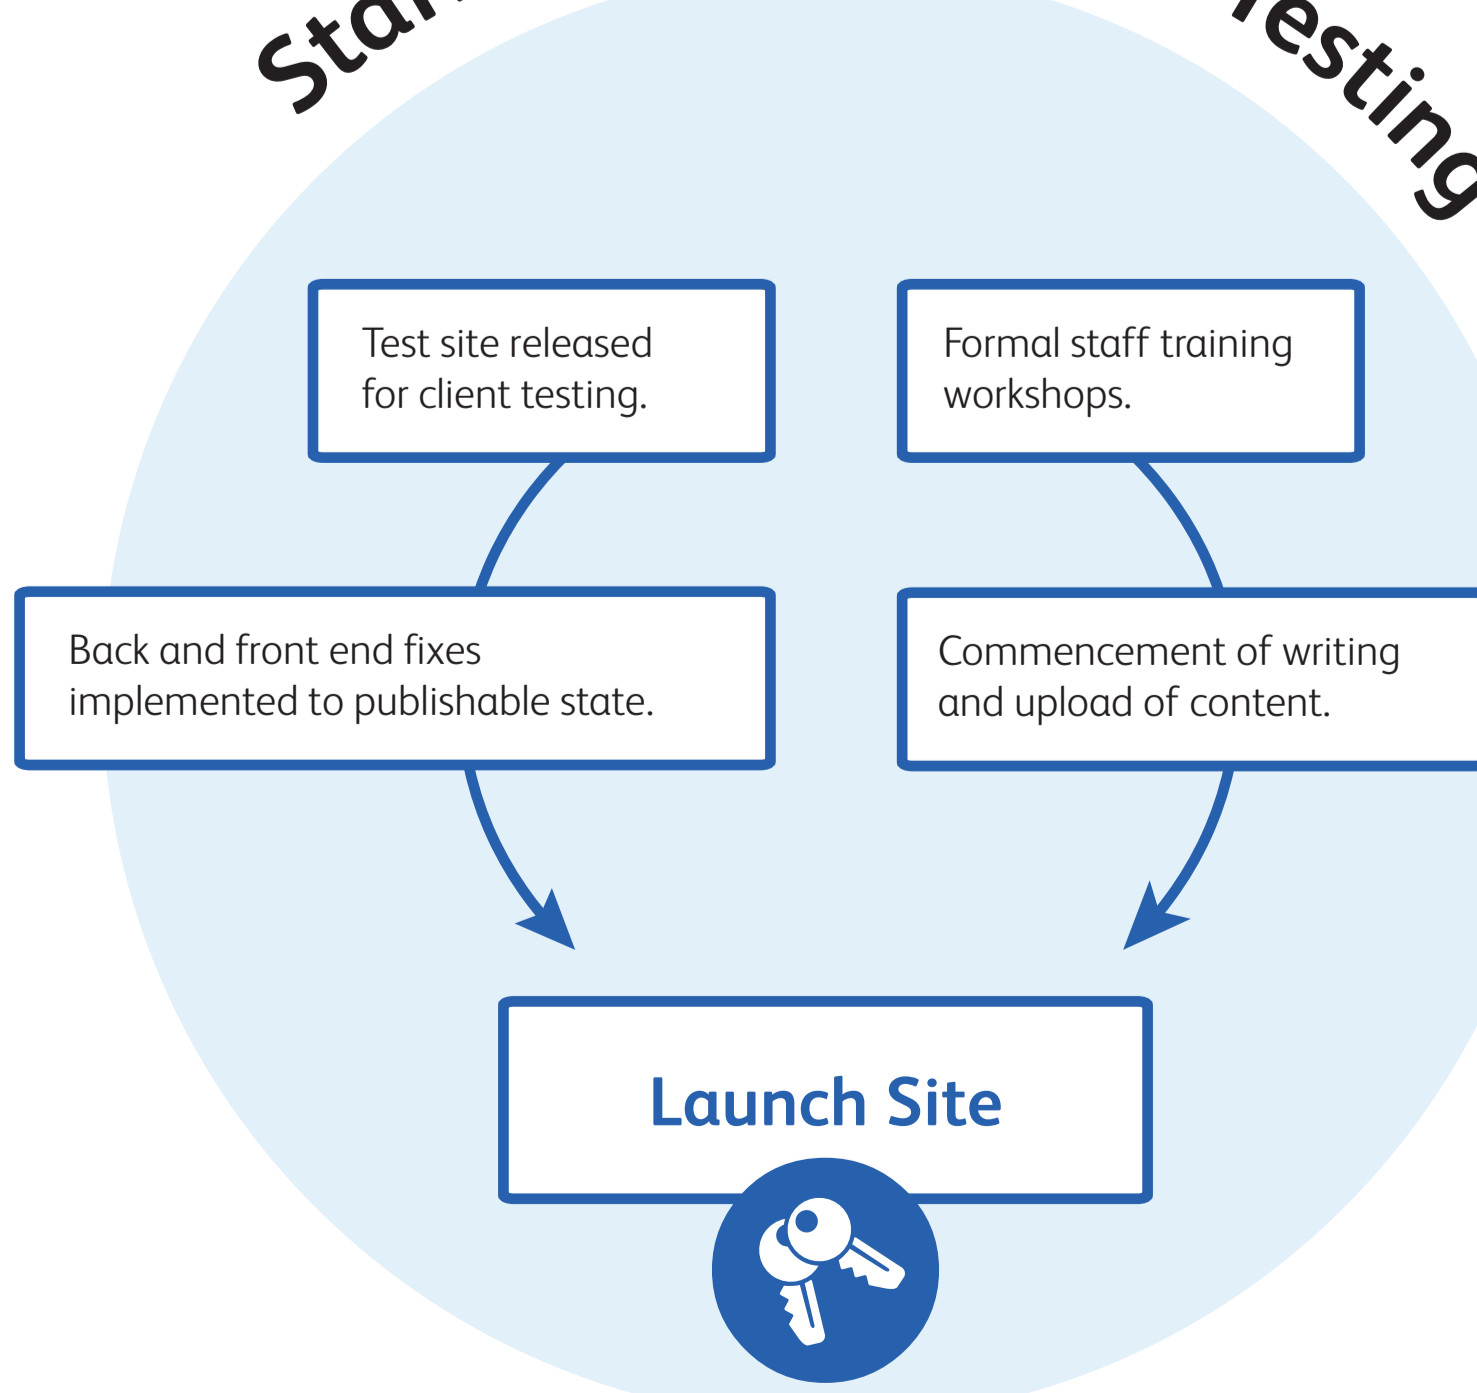 Testing
Test site released
for client testing.
Formal staff training
workshops.
Back and front end fixes
implemented to publishable state.
Commencement of writing
and upload of content.
Launch Site